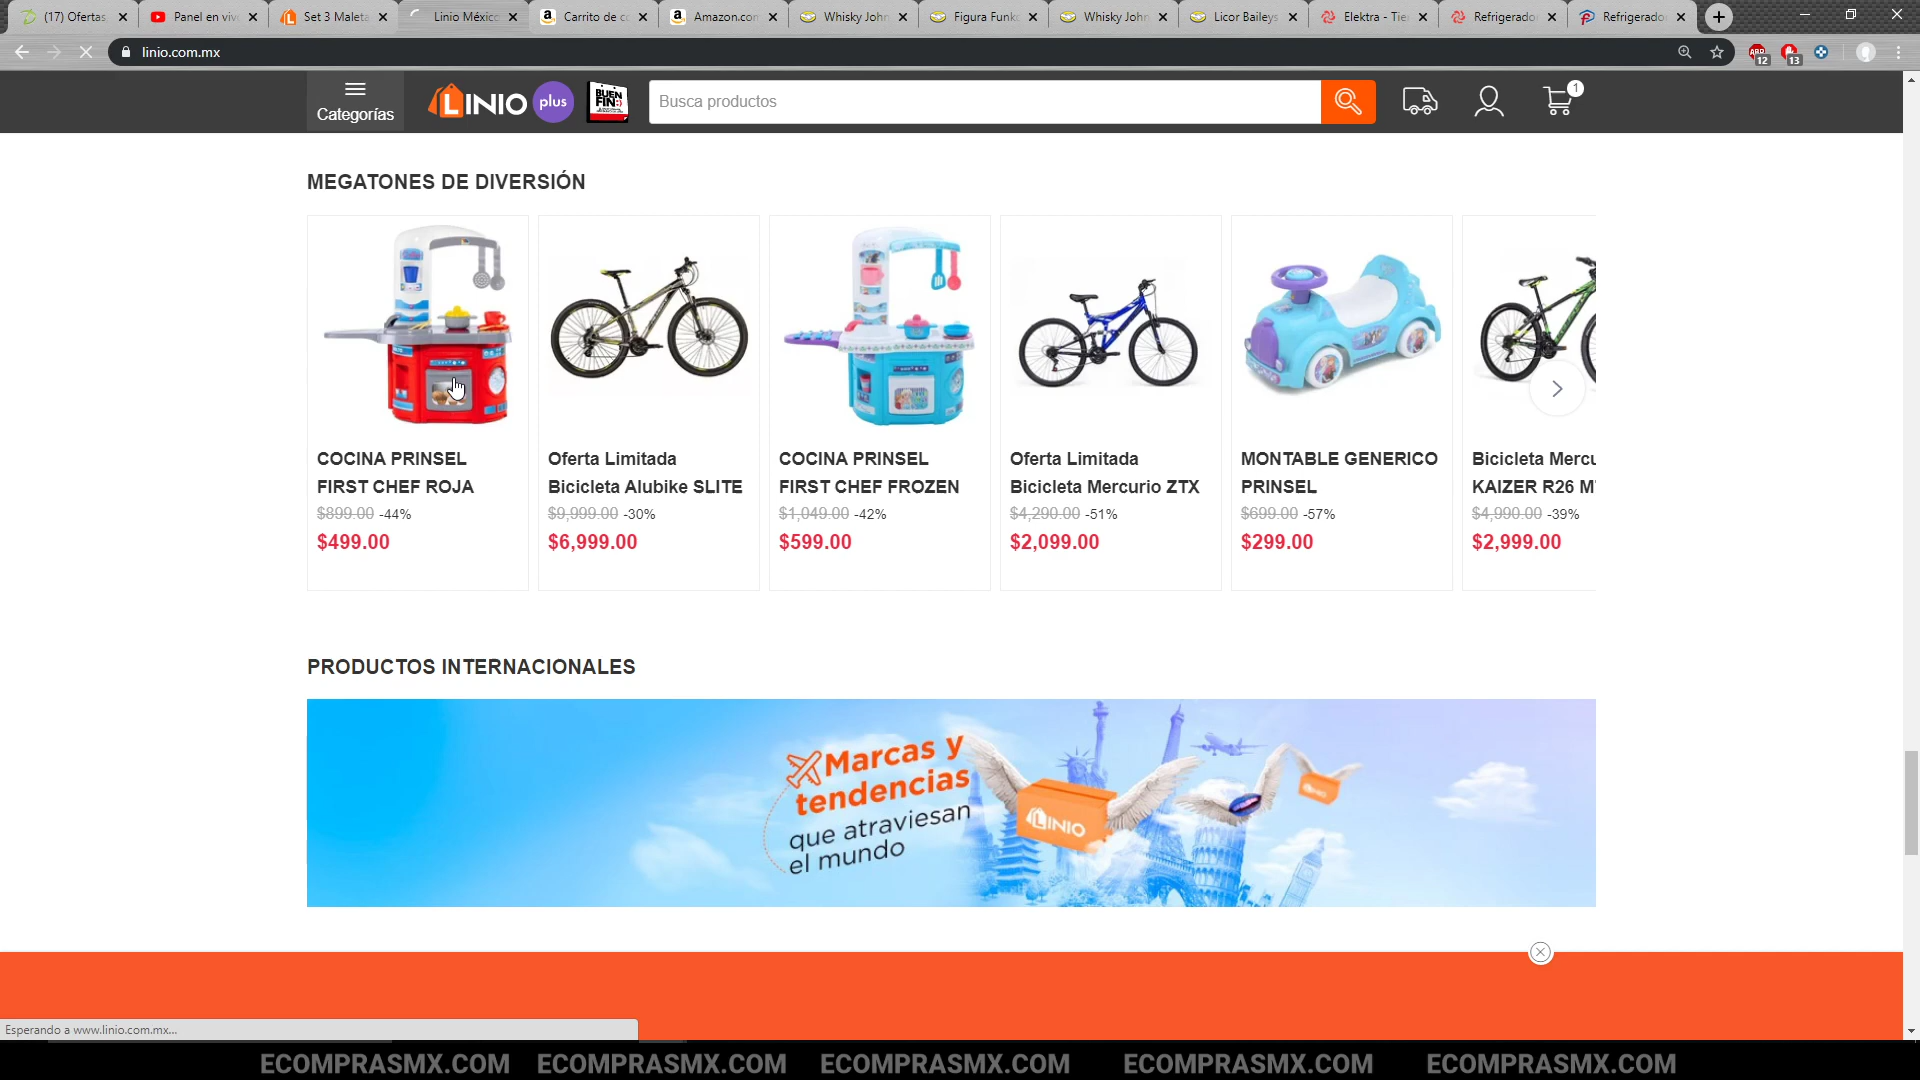 (17) Ofertas
Panel en viv
Set 3 Maleta
Linio México
Carrito de c
Amazon.com
Whisky John
Figura Funko
Whisky John
Licor Baileys
Elektra - Tie
Refrigerado
Refrigerado
linio.com.mx
12
13
Categorías
LINIO plus
BUEN FIN
Busca productos
1
MEGATONES DE DIVERSIÓN
COCINA PRINSEL
FIRST CHEF ROJA
$899.00 -44%
$499.00
Oferta Limitada
Bicicleta Alubike SLITE
$9,999.00 -30%
$6,999.00
COCINA PRINSEL
FIRST CHEF FROZEN
$1,049.00 -42%
$599.00
Oferta Limitada
Bicicleta Mercurio ZTX
$4,290.00 -51%
$2,099.00
MONTABLE GENERICO
PRINSEL
$699.00 -57%
$299.00
Bicicleta Mercu
KAIZER R26 M
$4,990.00 -39%
$2,999.00
PRODUCTOS INTERNACIONALES
Marcas y
tendencias
que atraviesan
el mundo
LINIO
Esperando a www.linio.com.mx...
ECOMPRASMX.COM ECOMPRASMX.COM ECOMPRASMX.COM ECOMPRASMX.COM ECOMPRASMX.COM